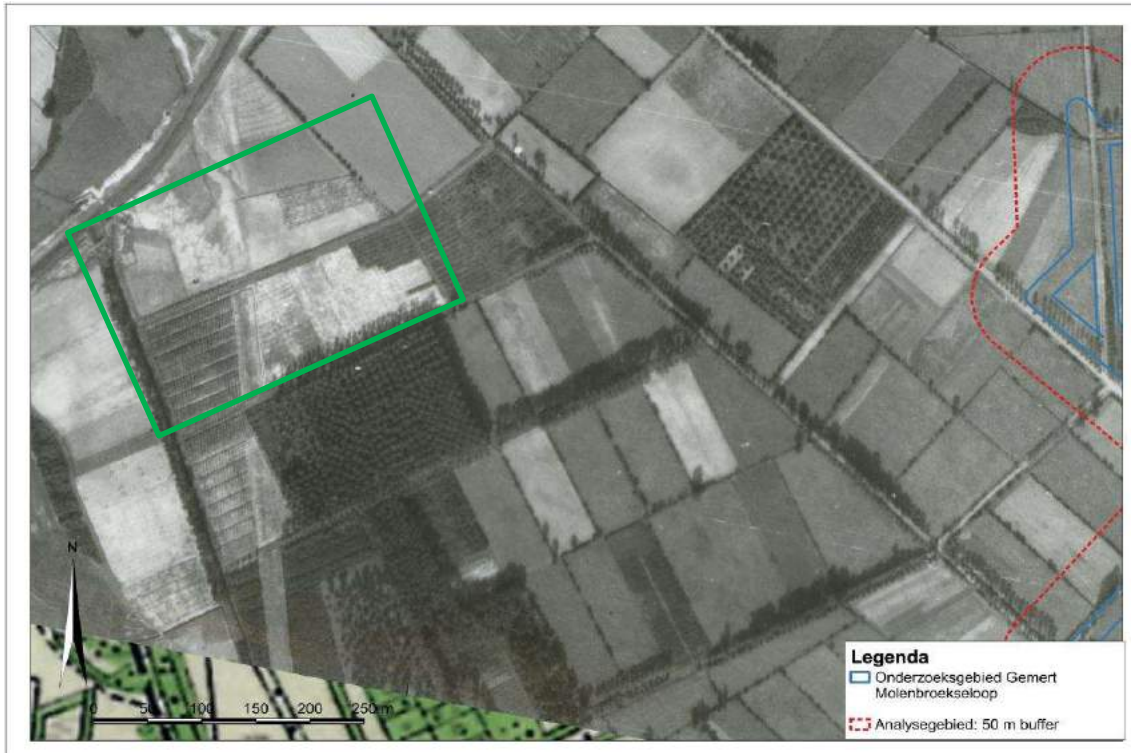 N
0 50 100 150 200 250 m
Legenda
Onderzoeksgebied Gemert
Molenbroekseloop
Analysegebied: 50 m buffer